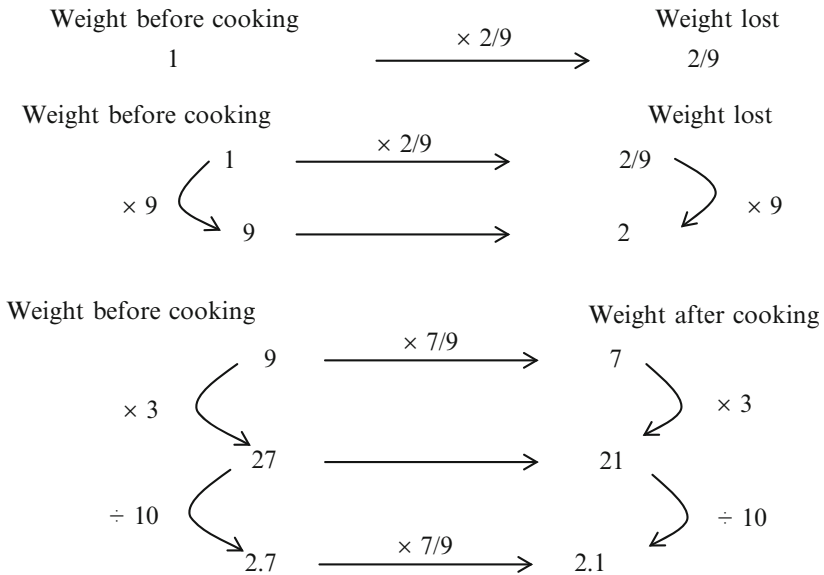 Weight before cooking Weight lost
× 2/9
1 2/9
Weight before cooking Weight lost
× 2/9
1 2/9
× 9 × 9
9 2
Weight before cooking Weight after cooking
× 7/9
9 7
× 3 × 3
27 21
÷ 10 ÷ 10
× 7/9
2.7 2.1